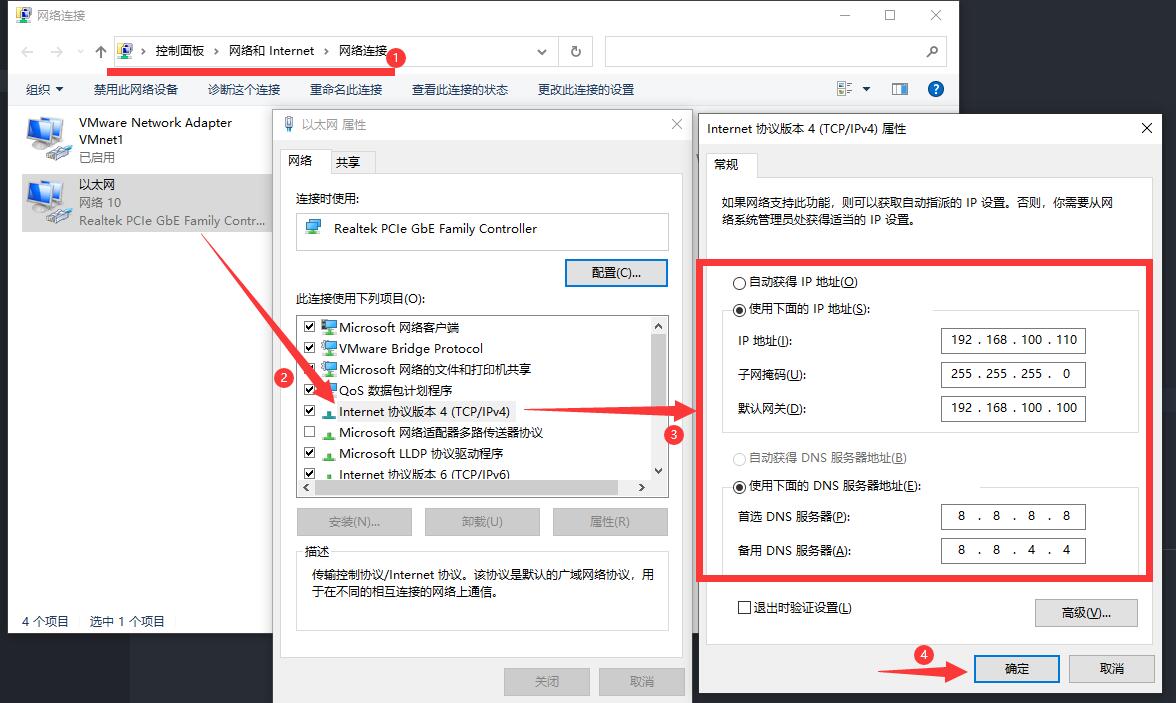 网络连接
控制面板 › 网络和 Internet › 网络连接
1
组织 禁用此网络设备 诊断这个连接 重命名此连接 查看此连接的状态 更改此连接的设置
VMware Network Adapter
VMnet1
已启用
以太网
网络 10
Realtek PCIe GbE Family Contr...
4 个项目 选中 1 个项目
以太网 属性
网络 共享
连接时使用:
Realtek PCIe GbE Family Controller
配置(C)...
此连接使用下列项目(O):
Microsoft 网络客户端
VMware Bridge Protocol
Microsoft 网络的文件和打印机共享
2
QoS 数据包计划程序
Internet 协议版本 4 (TCP/IPv4)
3
Microsoft 网络适配器多路传送器协议
Microsoft LLDP 协议驱动程序
Internet 协议版本 6 (TCP/IPv6)
安装(N)... 卸载(U) 属性(R)
描述
传输控制协议/Internet 协议。该协议是默认的广域网络协议，用
于在不同的相互连接的网络上通信。
关闭 取消
Internet 协议版本 4 (TCP/IPv4) 属性
常规
如果网络支持此功能，则可以获取自动指派的 IP 设置。否则，你需要从网
络系统管理员处获得适当的 IP 设置。
自动获得 IP 地址(O)
使用下面的 IP 地址(S):
IP 地址(I): 192 . 168 . 100 . 110
子网掩码(U): 255 . 255 . 255 . 0
默认网关(D): 192 . 168 . 100 . 100
自动获得 DNS 服务器地址(B)
使用下面的 DNS 服务器地址(E):
首选 DNS 服务器(P): 8 . 8 . 8 . 8
备用 DNS 服务器(A): 8 . 8 . 4 . 4
退出时验证设置(L)
高级(V)...
4
确定 取消